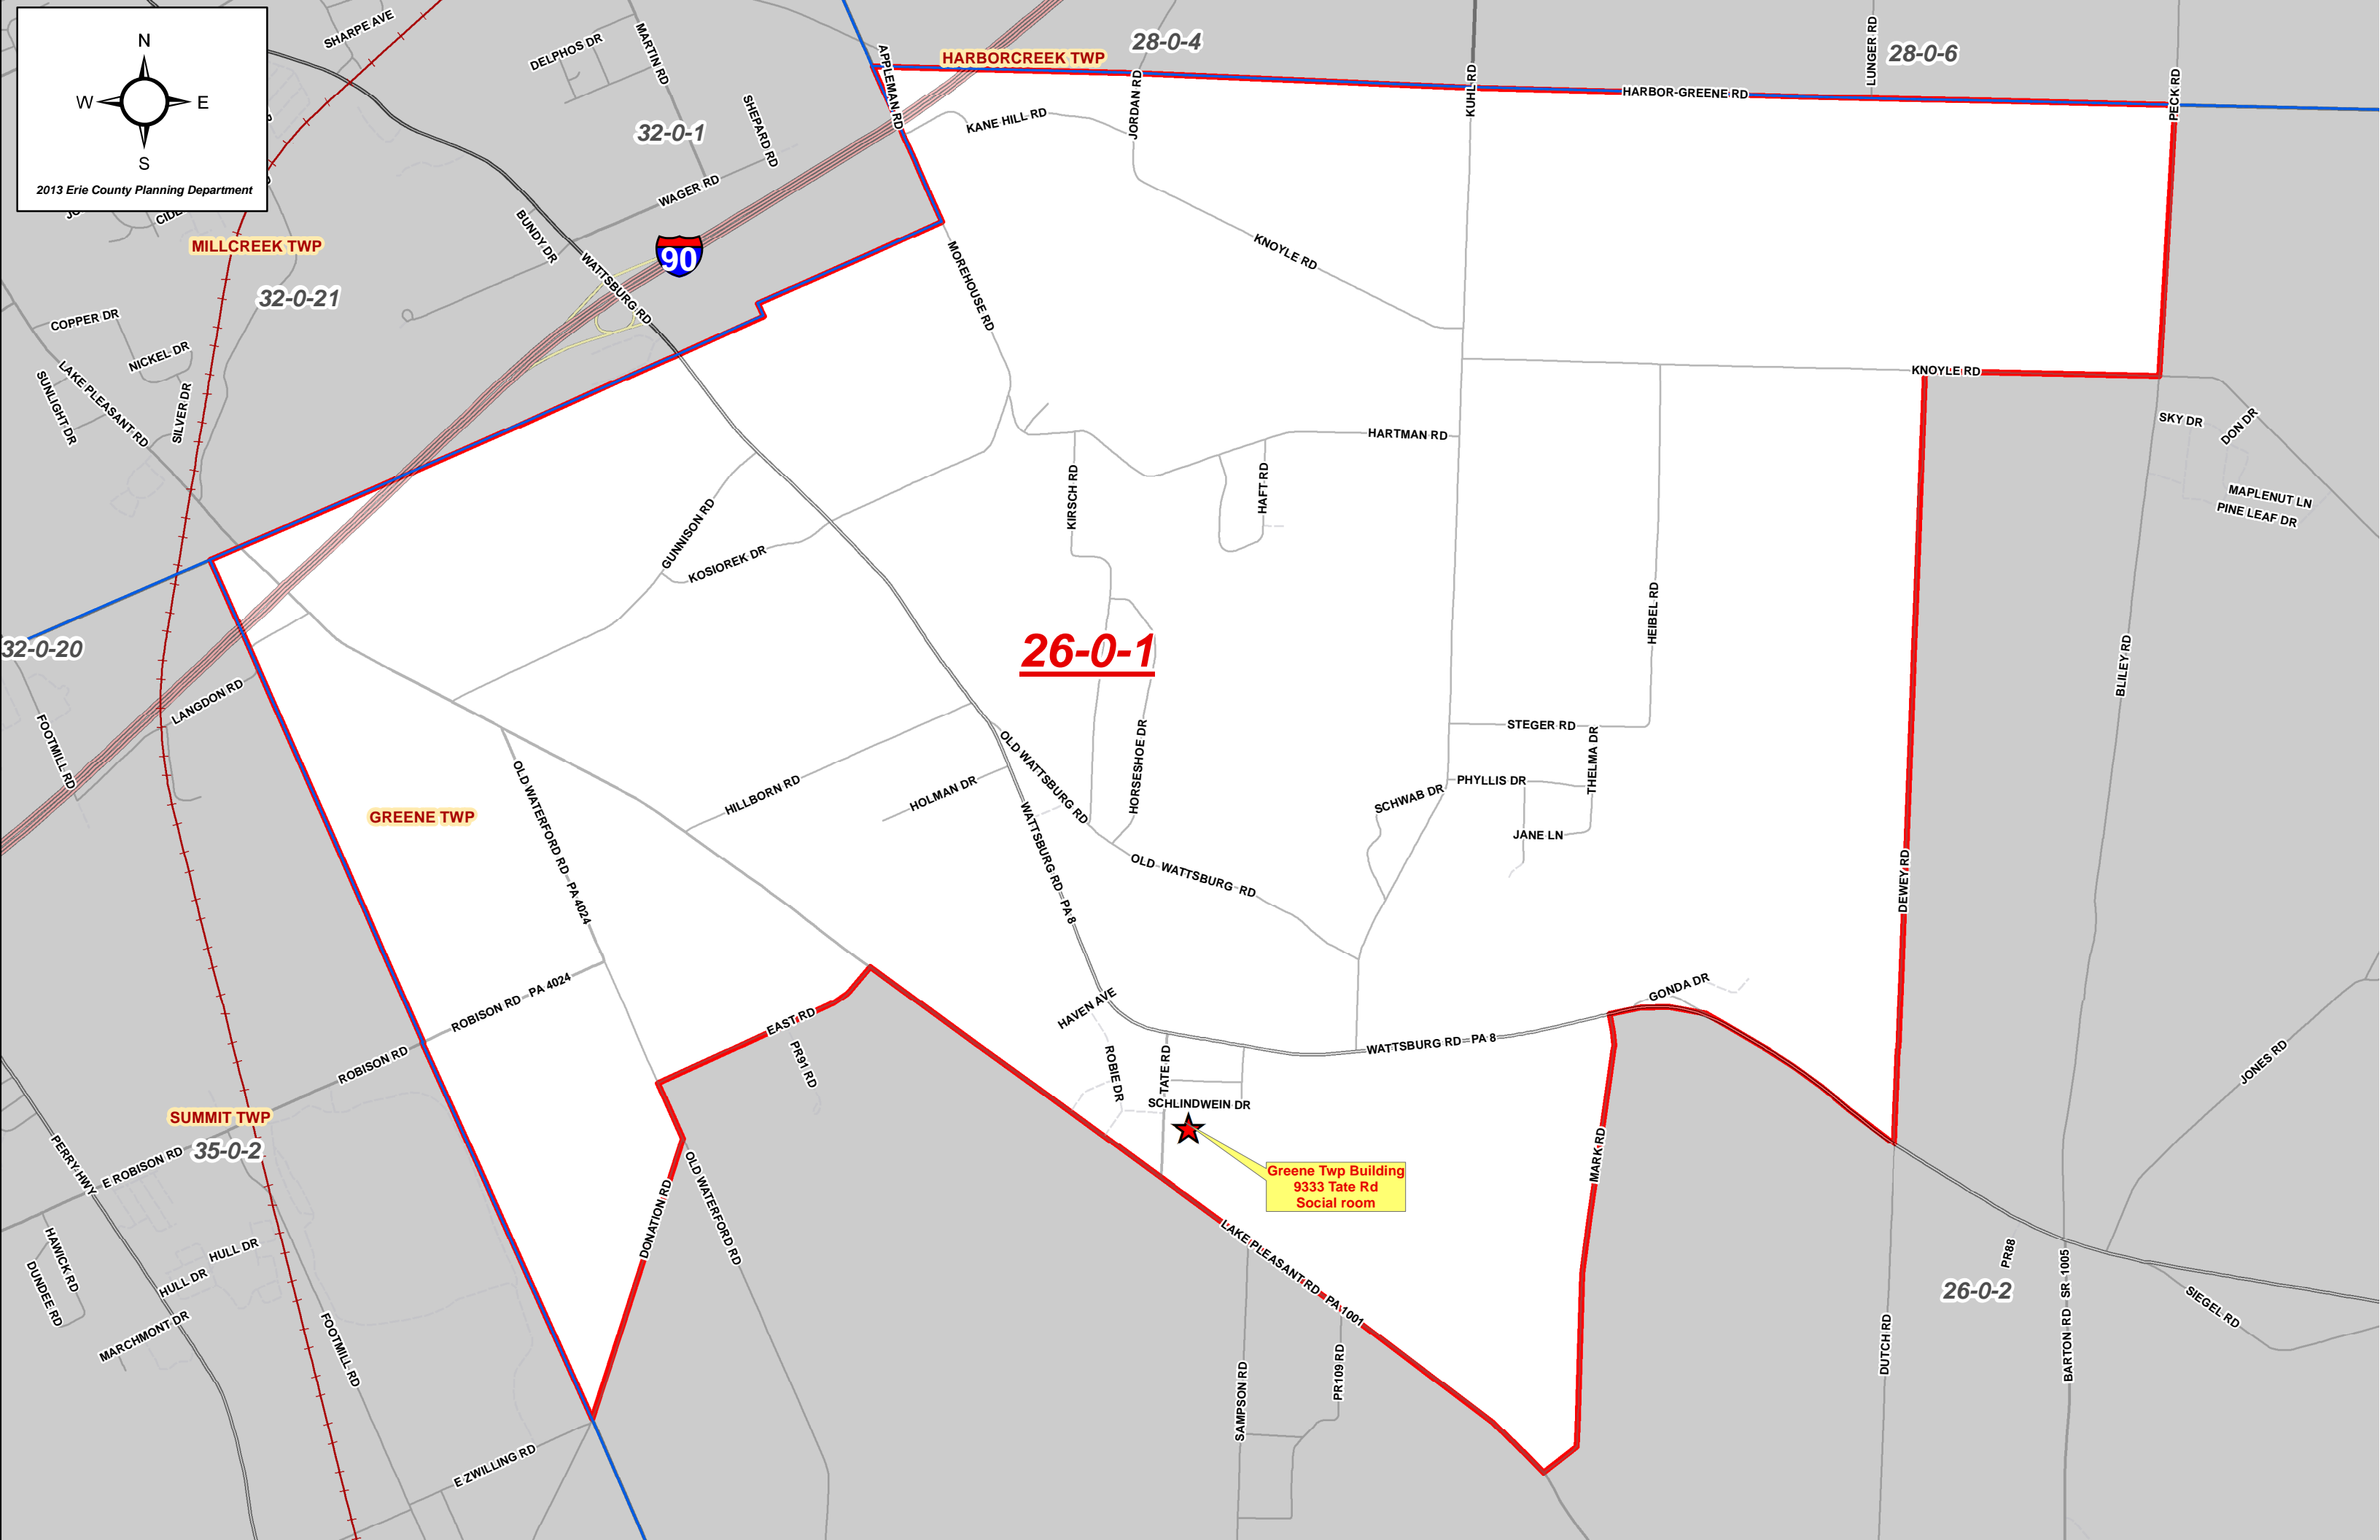 N
W
E
S
2013 Erie County Planning Department
SHARPE AVE
DELPHOS DR
MARTIN RD
SHEPARD RD
APPLEMAN RD
HARBORCREEK TWP
28-0-4
28-0-6
LUNGER RD
PECK RD
KUHL RD
JORDAN RD
HARBOR-GREENE RD
KANE HILL RD
32-0-1
WAGER RD
BUNDY DR
WATTSBURG RD
90
CIDE
MILLCREEK TWP
32-0-21
COPPER DR
NICKEL DR
SUNLIGHT DR
LAKE PLEASANT RD
SILVER DR
MOREHOUSE RD
KNOYLE RD
KNOYLE RD
SKY DR
DON DR
MAPLENUT LN
PINE LEAF DR
HARTMAN RD
HAFT RD
KIRSCH RD
GUNNISON RD
KOSIOREK DR
HEIBEL RD
BLILEY RD
26-0-1
32-0-20
LANGDON RD
FOOTMILL RD
STEGER RD
THELMA DR
PHYLLIS DR
SCHWAB DR
JANE LN
HORSESHOE DR
OLD WATTSBURG RD
HILLBORN RD
HOLMAN DR
GREENE TWP
OLD WATERFORD RD PA 4024
WATTSBURG RD PA 8
OLD WATTSBURG RD
DEWEY RD
ROBISON RD PA 4024
ROBISON RD
EAST RD
PR91 RD
HAVEN AVE
ROBIE DR
TATE RD
SCHLINDWEIN DR
WATTSBURG RD PA 8
GONDA DR
JONES RD
MARK RD
Greene Twp Building
9333 Tate Rd
Social room
SUMMIT TWP
35-0-2
PERRY HWY
E ROBISON RD
HAWICK RD
DUNDEE RD
HULL DR
HULL DR
MARCHMONT DR
FOOTMILL RD
E ZWILLING RD
DONATION RD
OLD WATERFORD RD
LAKE PLEASANT RD PA 1001
SAMPSON RD
PR109 RD
DUTCH RD
PR88
26-0-2
BARTON RD SR 1005
SIEGEL RD